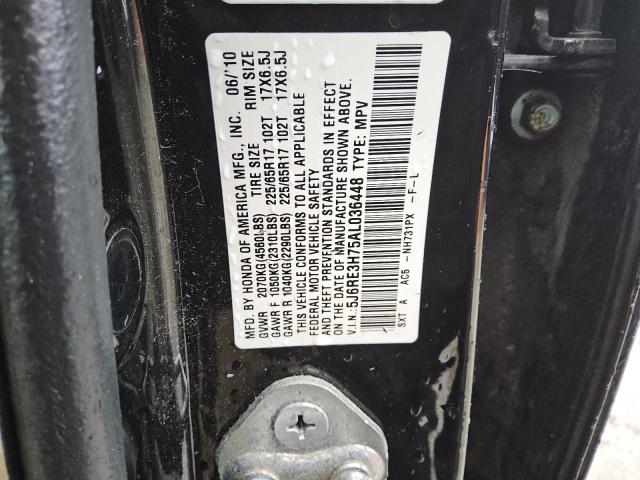 MFD. BY HONDA OF AMERICA MFG., INC. 06/'10
GVWR 2070KG(4560LBS) TIRE SIZE RIM SIZE
GAWR F 1050KG(2310LBS) 225/65R17 102T 17X6.5J
GAWR R 1040KG(2290LBS) 225/65R17 102T 17X6.5J
THIS VEHICLE CONFORMS TO ALL APPLICABLE
FEDERAL MOTOR VEHICLE SAFETY
AND THEFT PREVENTION STANDARDS IN EFFECT
ON THE DATE OF MANUFACTURE SHOWN ABOVE.
V.I.N.:5J6RE3H75AL036448 TYPE: MPV
SXT A AC5 -NH731PX -F-L